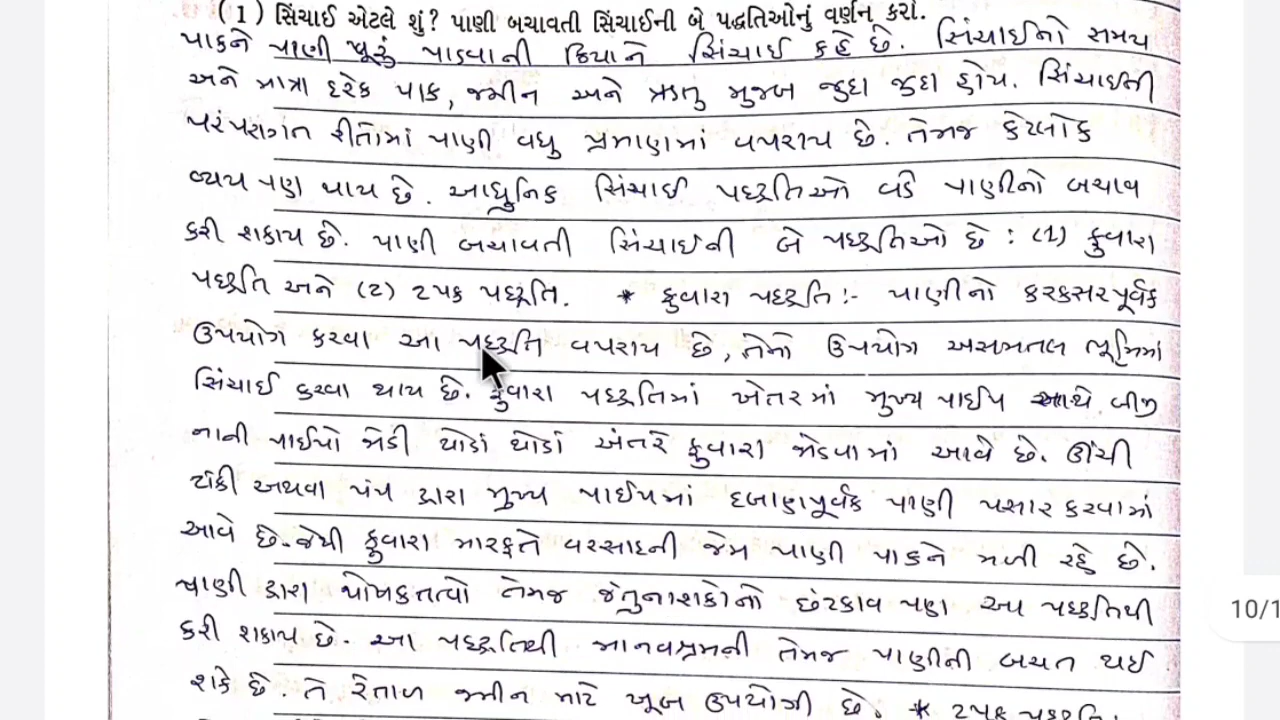 (1) સિંચાઈ એટલે શું? પાણી બચાવતી સિંચાઈની બે પદ્ધતિઓનું વર્ણન કરો.
પાકને પાણી પૂરું પાડવાની ક્રિયાને સિંચાઈ કહે છે. સિંચાઈનો સમય
અને માત્રા દરેક પાક, જમીન અને ઋતુ મુજબ જુદા જુદા હોય. સિંચાઈની
પરંપરાગત રીતોમાં પાણી વધુ પ્રમાણમાં વપરાય છે. તેમજ કેટલોક
વ્યય પણ થાય છે. આધુનિક સિંચાઈ પદ્ધતિઓ વડે પાણીનો બચાવ
કરી શકાય છે. પાણી બચાવતી સિંચાઈની બે પદ્ધતિઓ છે : (1) ફુવારા
પદ્ધતિ અને (2) ટપક પદ્ધતિ. * ફુવારા પદ્ધતિ :- પાણીનો કરકસરપૂર્વક
ઉપયોગ કરવા આ પદ્ધતિ વપરાય છે, તેનો ઉપયોગ અસમતલ ભૂમિમાં
સિંચાઈ કરવા થાય છે. ફુવારા પદ્ધતિમાં ખેતરમાં મુખ્ય પાઈપ સાથે બીજી
નાની પાઈપો જોડી થોડાં થોડાં અંતરે ફુવારા જોડવામાં આવે છે. ઊંચી
ટાંકી અથવા પંપ દ્વારા મુખ્ય પાઈપમાં દબાણપૂર્વક પાણી પસાર કરવામાં
આવે છે. જેથી ફુવારા મારફતે વરસાદની જેમ પાણી પાકને મળી રહે છે.
પાણી દ્વારા પોષકતત્વો તેમજ જંતુનાશકોનો છંટકાવ પણ આ પદ્ધતિથી
કરી શકાય છે. આ પદ્ધતિથી માનવશ્રમની તેમજ પાણીની બચત થઈ
શકે છે. તે રેતાળ જમીન માટે ખૂબ ઉપયોગી છે. * ટપક પદ્ધતિ:
10/1